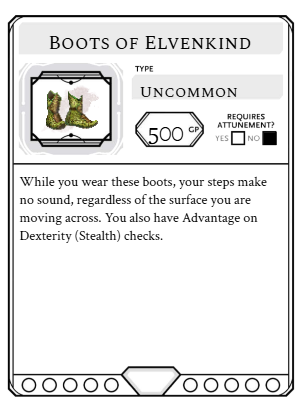 Boots of Elvenkind
TYPE
Uncommon
500 GP
REQUIRES
ATTUNEMENT?
YES NO
While you wear these boots, your steps make
no sound, regardless of the surface you are
moving across. You also have Advantage on
Dexterity (Stealth) checks.